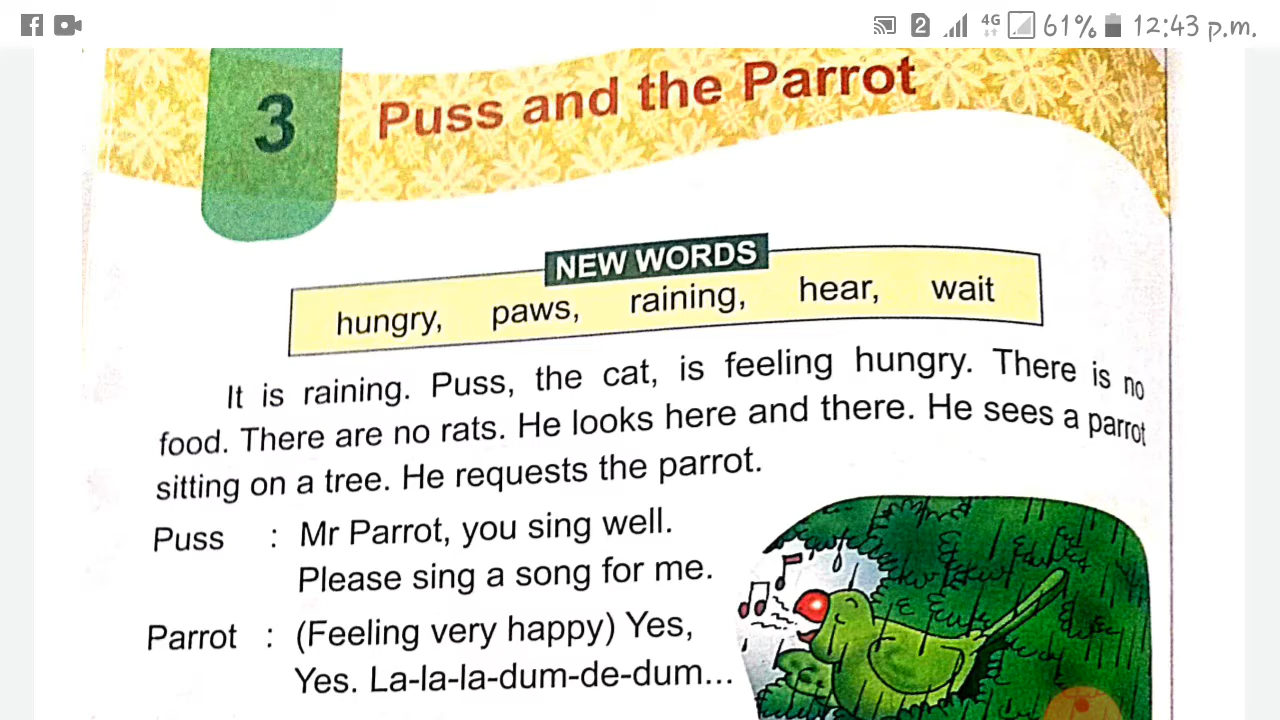 2 4G 61% 12:43 p.m.
3 Puss and the Parrot
NEW WORDS
hungry, paws, raining, hear, wait
It is raining. Puss, the cat, is feeling hungry. There is no
food. There are no rats. He looks here and there. He sees a parrot
sitting on a tree. He requests the parrot.
Puss : Mr Parrot, you sing well.
Please sing a song for me.
Parrot : (Feeling very happy) Yes,
Yes. La-la-la-dum-de-dum...